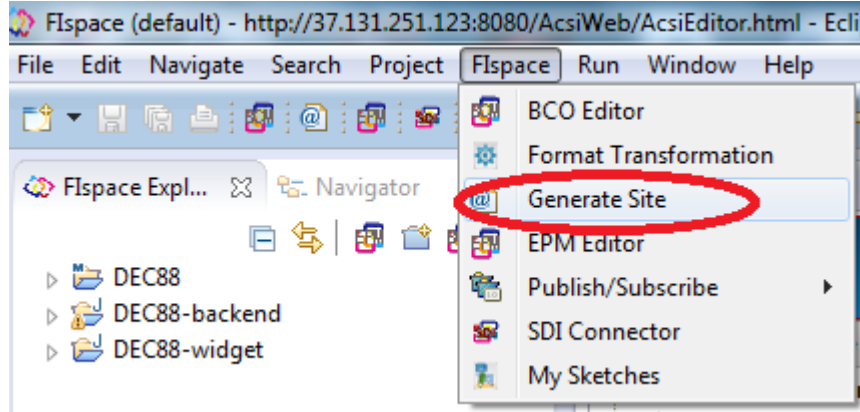 FIspace (default) - http://37.131.251.123:8080/AcsiWeb/AcsiEditor.html - Ecli
File Edit Navigate Search Project FIspace Run Window Help
BCO Editor
Format Transformation
FIspace Expl... Navigator
Generate Site
EPM Editor
DEC88
Publish/Subscribe
DEC88-backend
SDI Connector
DEC88-widget
My Sketches